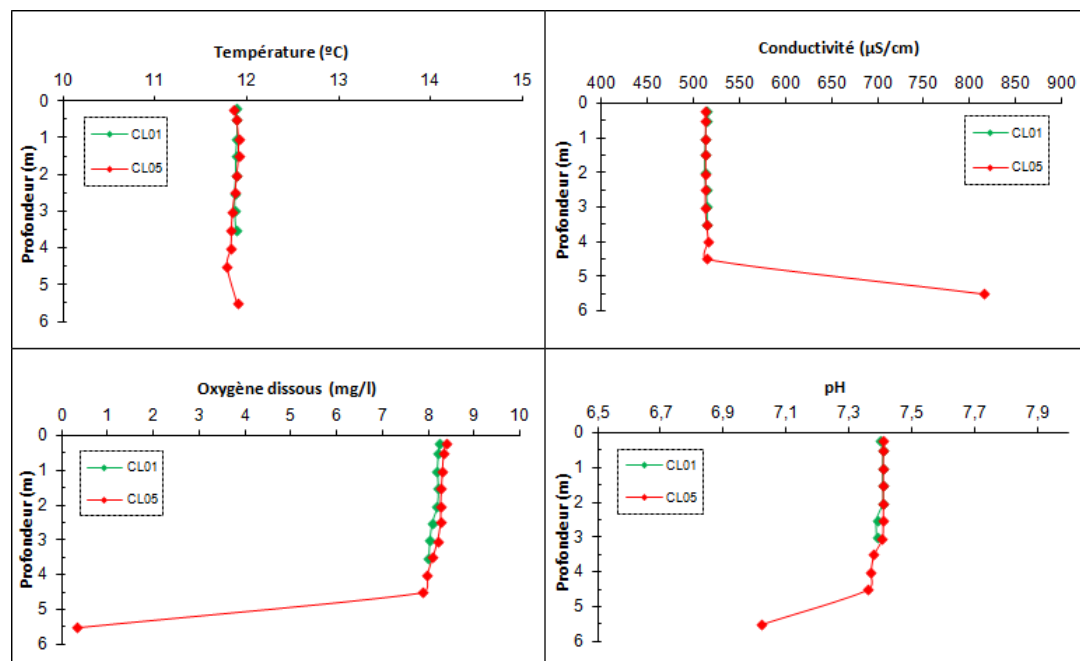 Température (ºC)
10 11 12 13 14 15
0
1
2
3
4
5
6
Profondeur (m)
CL01
CL05
Conductivité (µS/cm)
400 450 500 550 600 650 700 750 800 850 900
0
1
2
3
4
5
6
Profondeur (m)
CL01
CL05
Oxygène dissous (mg/l)
0 1 2 3 4 5 6 7 8 9 10
0
1
2
3
4
5
6
Profondeur (m)
CL01
CL05
pH
6,5 6,7 6,9 7,1 7,3 7,5 7,7 7,9
0
1
2
3
4
5
6
Profondeur (m)
CL01
CL05